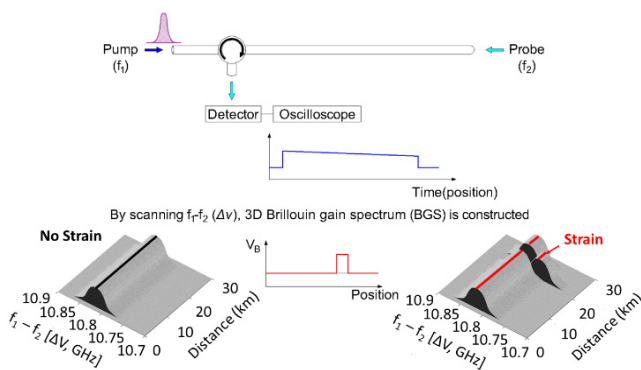 Pump
(f₁)
Probe
(f₂)
Detector
Oscilloscope
Time(position)
By scanning f₁-f₂ (Δv), 3D Brillouin gain spectrum (BGS) is constructed
No Strain
10.9
10.85
10.8
10.75
10.7
f₁ – f₂ [Δv, GHz]
0
10
20
30
Distance (km)
V_B
Position
Strain
10.9
10.85
10.8
10.75
10.7
f₁ – f₂ [Δv, GHz]
0
10
20
30
Distance (km)